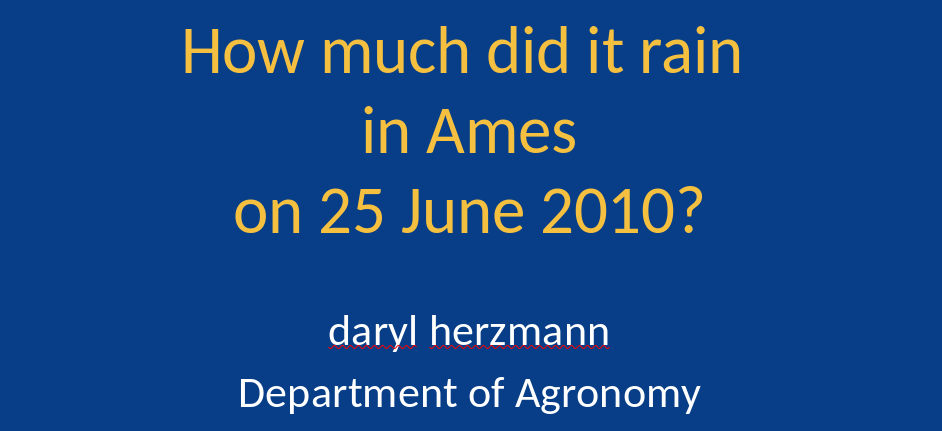 How much did it rain
in Ames
on 25 June 2010?
daryl herzmann
Department of Agronomy